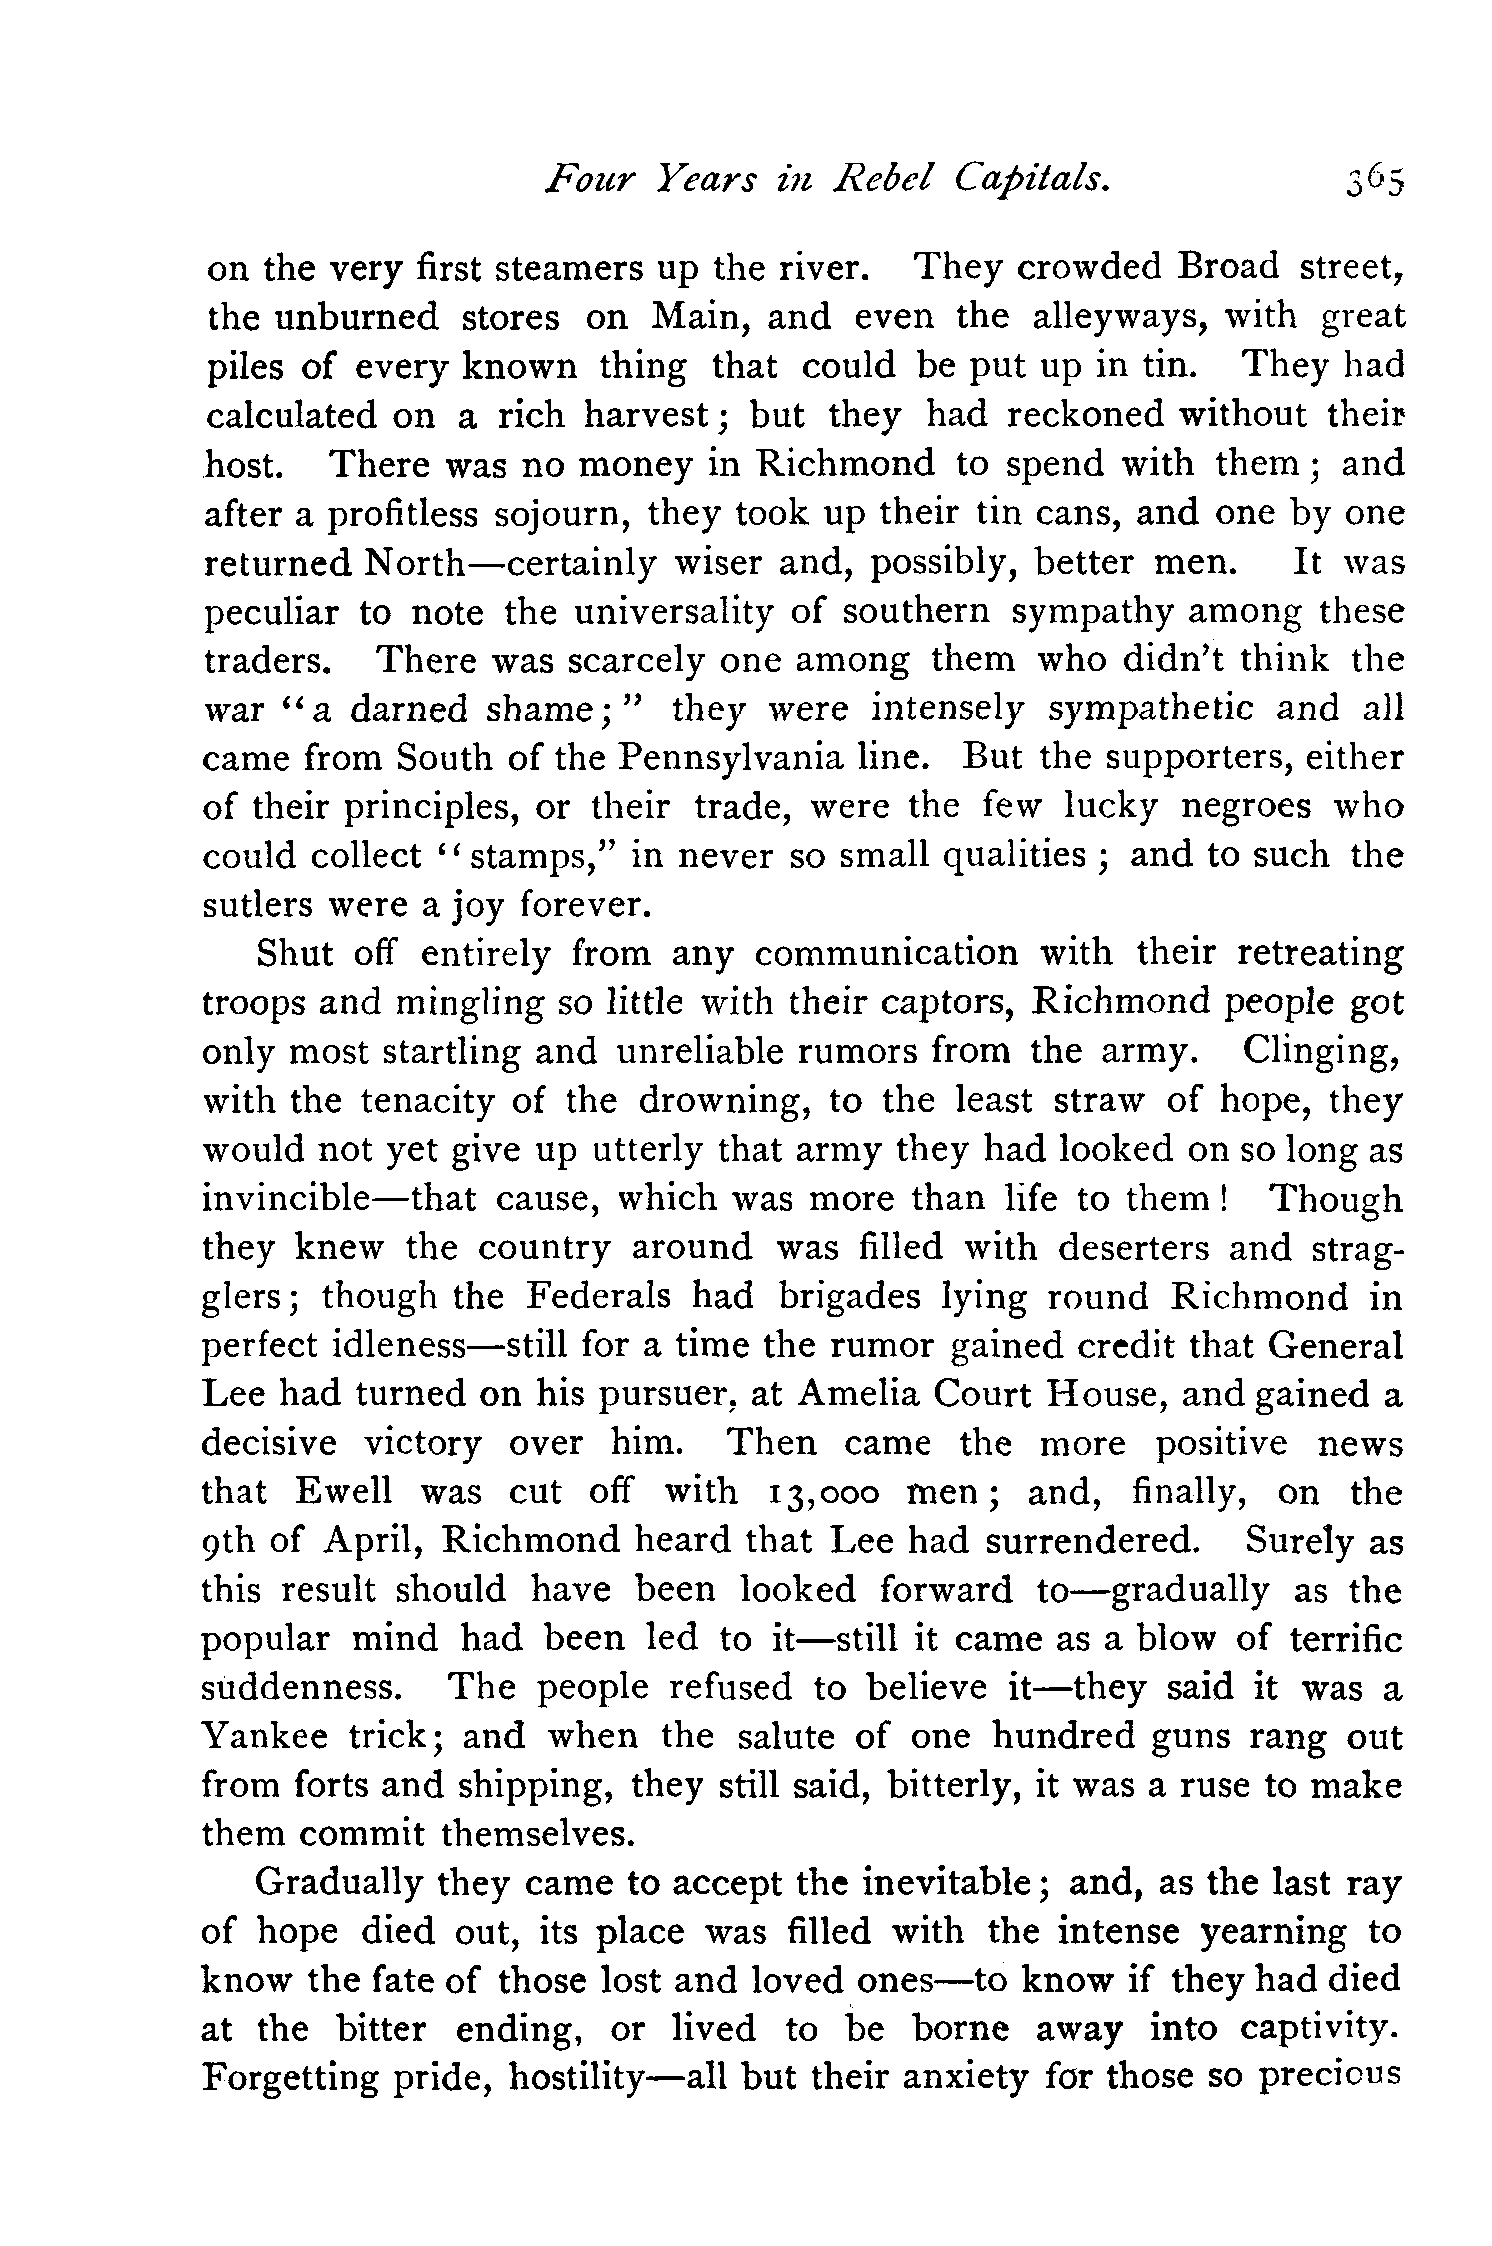 Four Years in Rebel Capitals. 365
on the very first steamers up the river. They crowded Broad street,
the unburned stores on Main, and even the alleyways, with great
piles of every known thing that could be put up in tin. They had
calculated on a rich harvest; but they had reckoned without their
host. There was no money in Richmond to spend with them; and
after a profitless sojourn, they took up their tin cans, and one by one
returned North—certainly wiser and, possibly, better men. It was
peculiar to note the universality of southern sympathy among these
traders. There was scarcely one among them who didn't think the
war "a darned shame;" they were intensely sympathetic and all
came from South of the Pennsylvania line. But the supporters, either
of their principles, or their trade, were the few lucky negroes who
could collect "stamps," in never so small qualities; and to such the
sutlers were a joy forever.
Shut off entirely from any communication with their retreating
troops and mingling so little with their captors, Richmond people got
only most startling and unreliable rumors from the army. Clinging,
with the tenacity of the drowning, to the least straw of hope, they
would not yet give up utterly that army they had looked on so long as
invincible—that cause, which was more than life to them! Though
they knew the country around was filled with deserters and strag-
glers; though the Federals had brigades lying round Richmond in
perfect idleness—still for a time the rumor gained credit that General
Lee had turned on his pursuer, at Amelia Court House, and gained a
decisive victory over him. Then came the more positive news
that Ewell was cut off with 13,000 men; and, finally, on the
9th of April, Richmond heard that Lee had surrendered. Surely as
this result should have been looked forward to—gradually as the
popular mind had been led to it—still it came as a blow of terrific
suddenness. The people refused to believe it—they said it was a
Yankee trick; and when the salute of one hundred guns rang out
from forts and shipping, they still said, bitterly, it was a ruse to make
them commit themselves.
Gradually they came to accept the inevitable; and, as the last ray
of hope died out, its place was filled with the intense yearning to
know the fate of those lost and loved ones—to know if they had died
at the bitter ending, or lived to be borne away into captivity.
Forgetting pride, hostility—all but their anxiety for those so precious